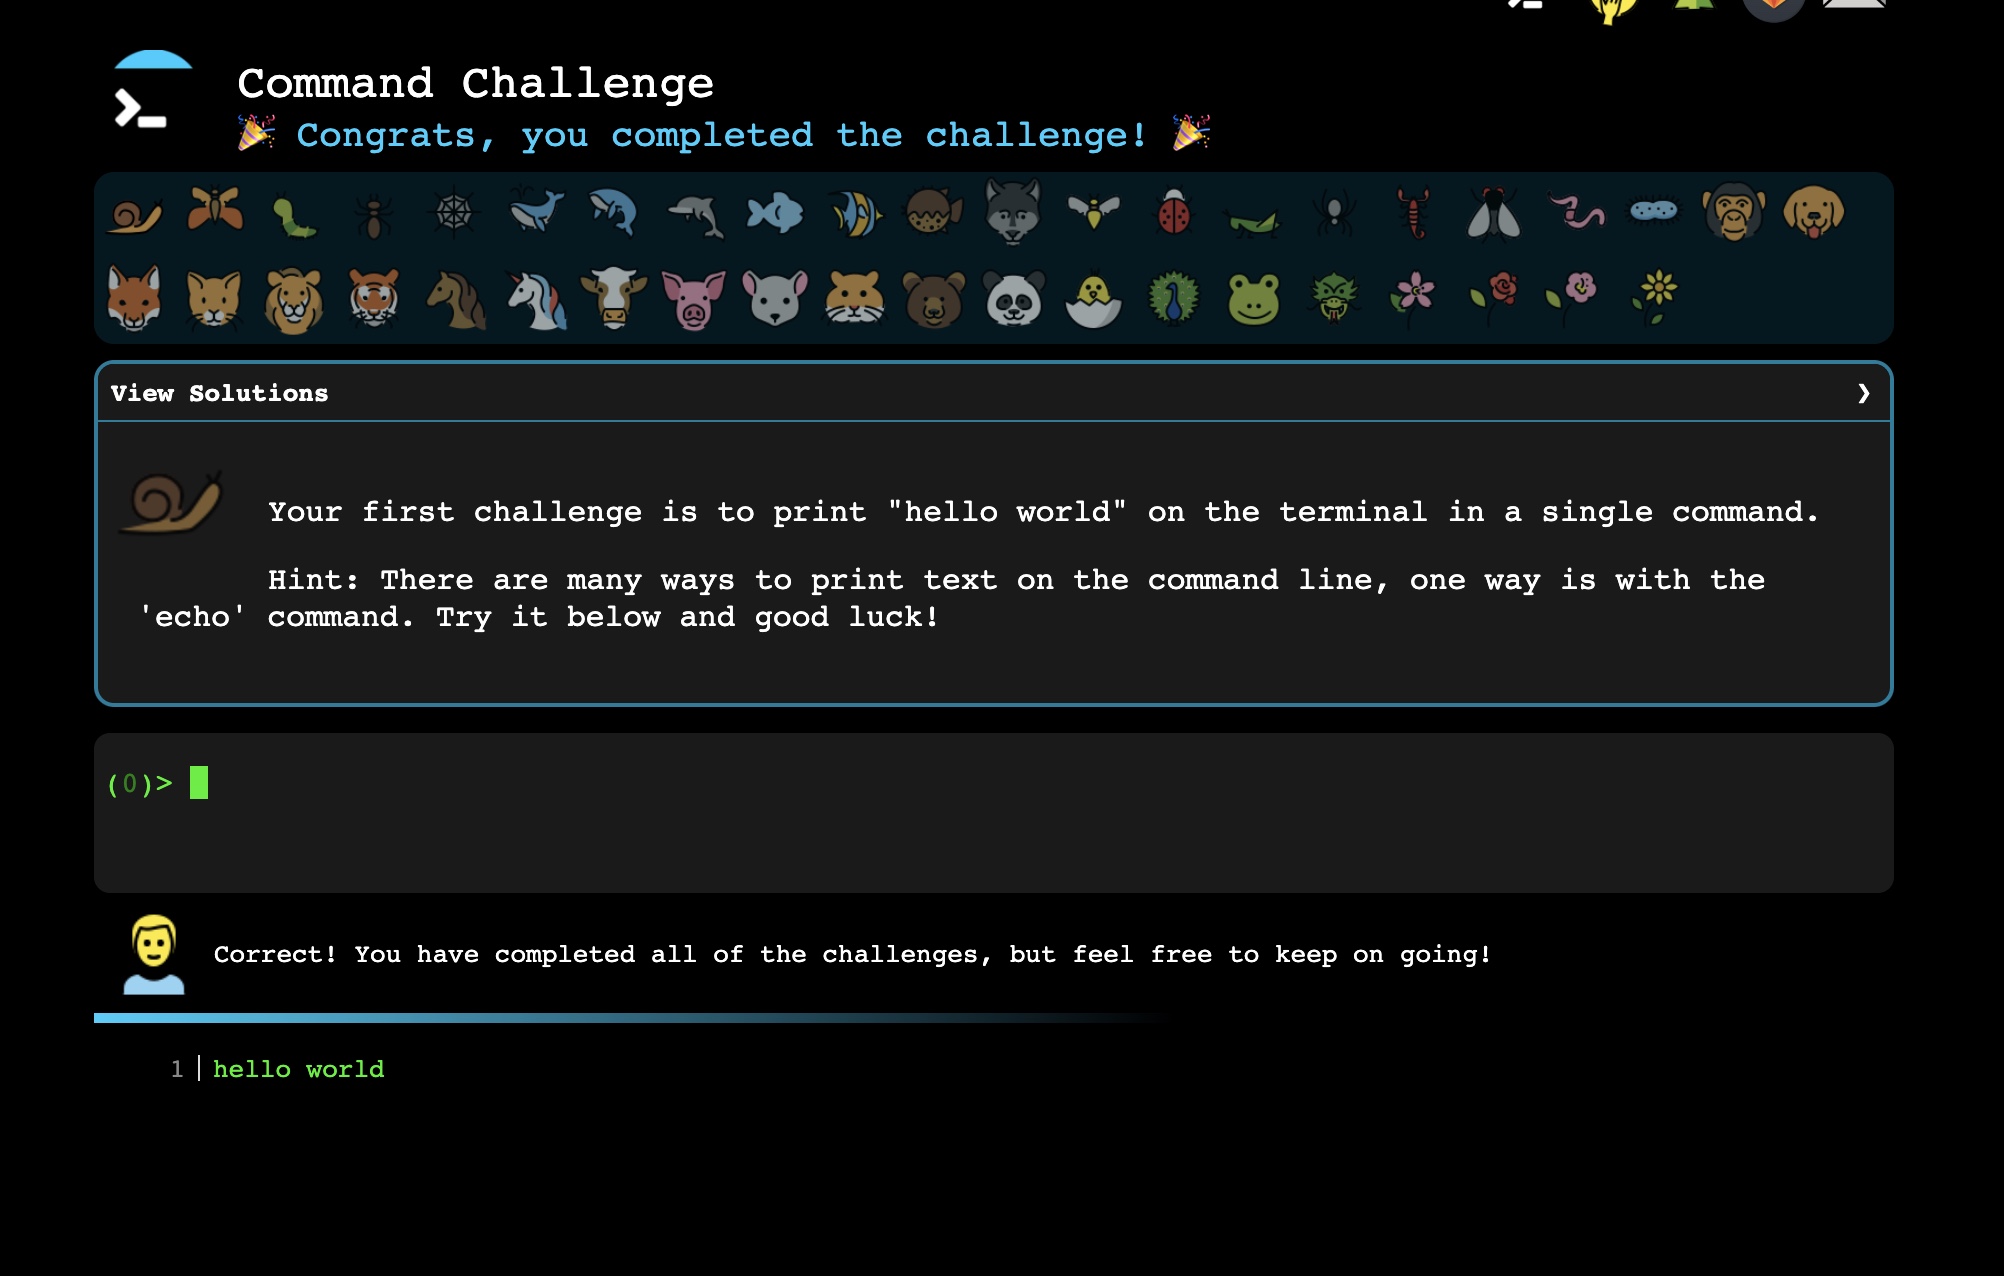 Command Challenge
🎉 Congrats, you completed the challenge! 🎉
View Solutions ❯
Your first challenge is to print "hello world" on the terminal in a single command.
Hint: There are many ways to print text on the command line, one way is with the
'echo' command. Try it below and good luck!
(0)>
Correct! You have completed all of the challenges, but feel free to keep on going!
1 hello world